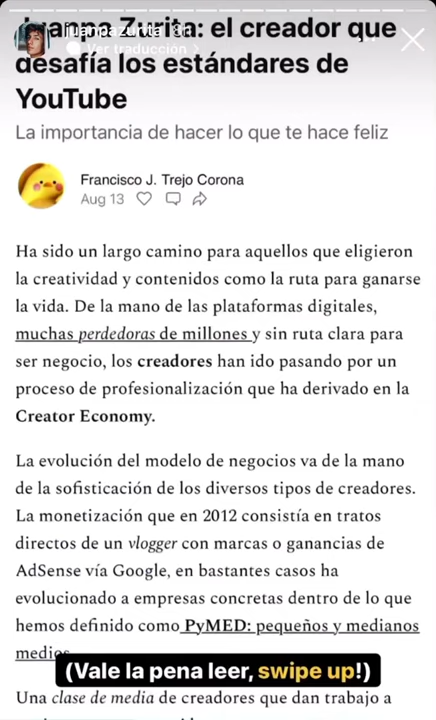 Juanpa Zurita: el creador que
juanpazurita 8h
Ver traducción
desafía los estándares de
YouTube
La importancia de hacer lo que te hace feliz
Francisco J. Trejo Corona
Aug 13
Ha sido un largo camino para aquellos que eligieron
la creatividad y contenidos como la ruta para ganarse
la vida. De la mano de las plataformas digitales,
muchas perdedoras de millones y sin ruta clara para
ser negocio, los creadores han ido pasando por un
proceso de profesionalización que ha derivado en la
Creator Economy.
La evolución del modelo de negocios va de la mano
de la sofisticación de los diversos tipos de creadores.
La monetización que en 2012 consistía en tratos
directos de un vlogger con marcas o ganancias de
AdSense vía Google, en bastantes casos ha
evolucionado a empresas concretas dentro de lo que
hemos definido como PyMED: pequeños y medianos
medios
(Vale la pena leer, swipe up!)
Una clase de media de creadores que dan trabajo a